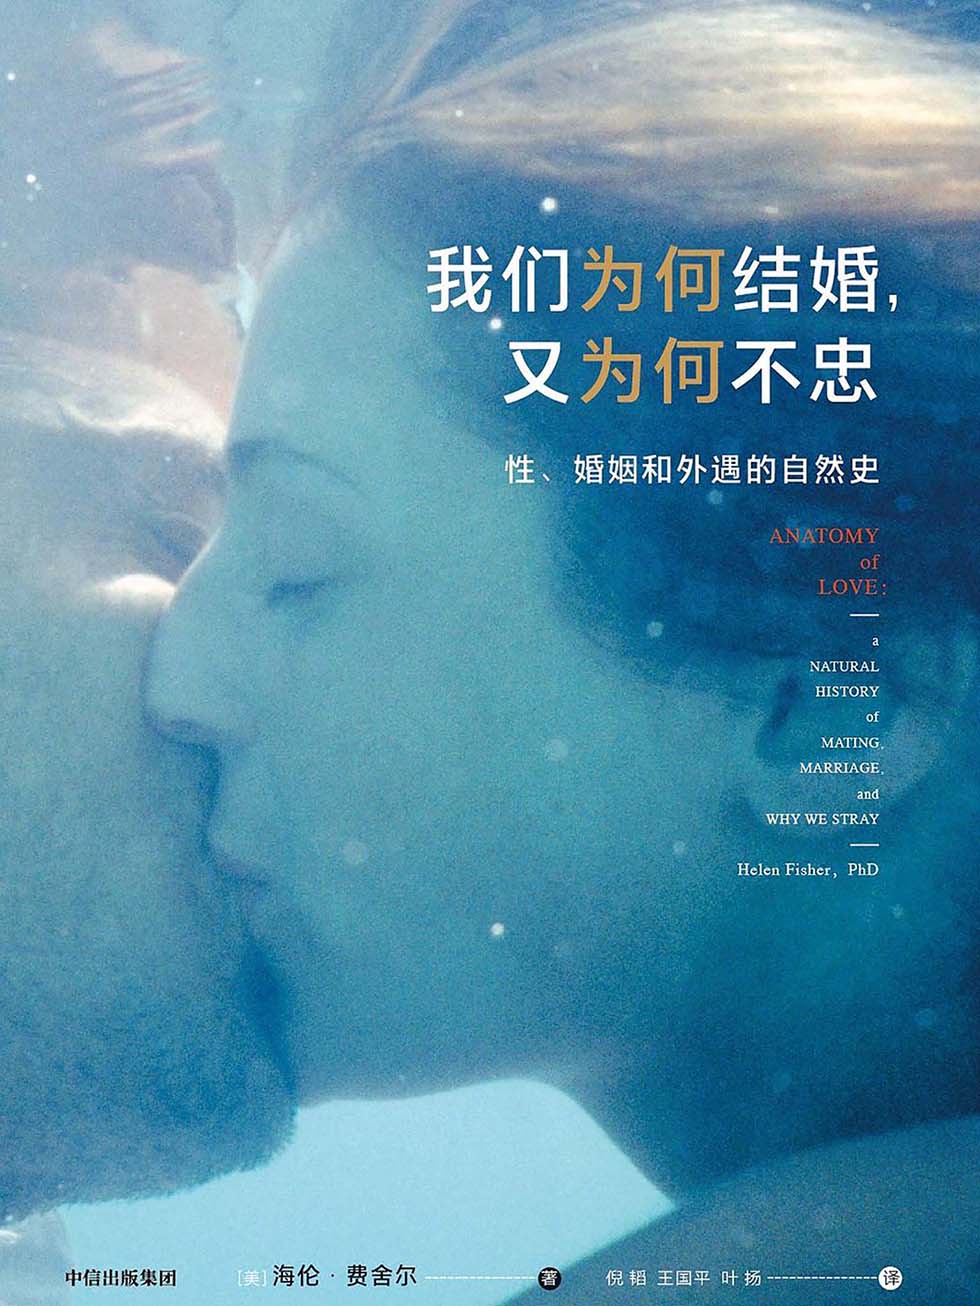 我们为何结婚,
又为何不忠
性、婚姻和外遇的自然史
ANATOMY
of
LOVE:
a
NATURAL
HISTORY
of
MATING,
MARRIAGE,
and
WHY WE STRAY
Helen Fisher, PhD
中信出版集团 [美]海伦·费舍尔 著 倪韬 王国平 叶扬 译